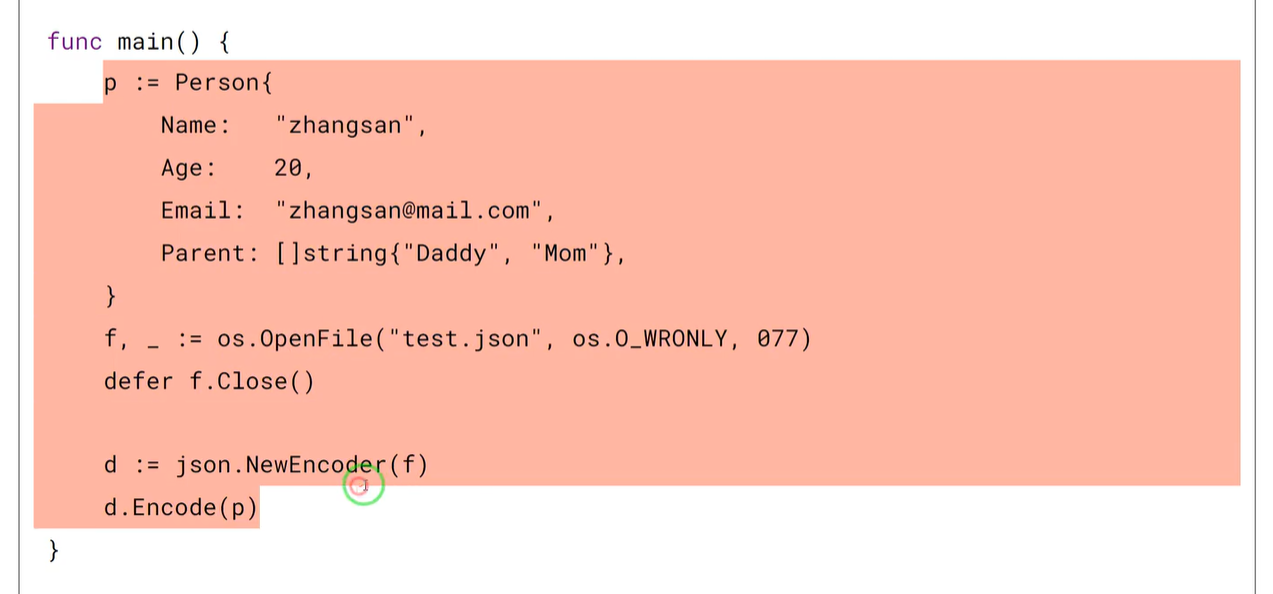 func main() {
    p := Person{
        Name:   "zhangsan",
        Age:    20,
        Email:  "zhangsan@mail.com",
        Parent: []string{"Daddy", "Mom"},
    }
    f, _ := os.OpenFile("test.json", os.O_WRONLY, 077)
    defer f.Close()

    d := json.NewEncoder(f)
    d.Encode(p)
}